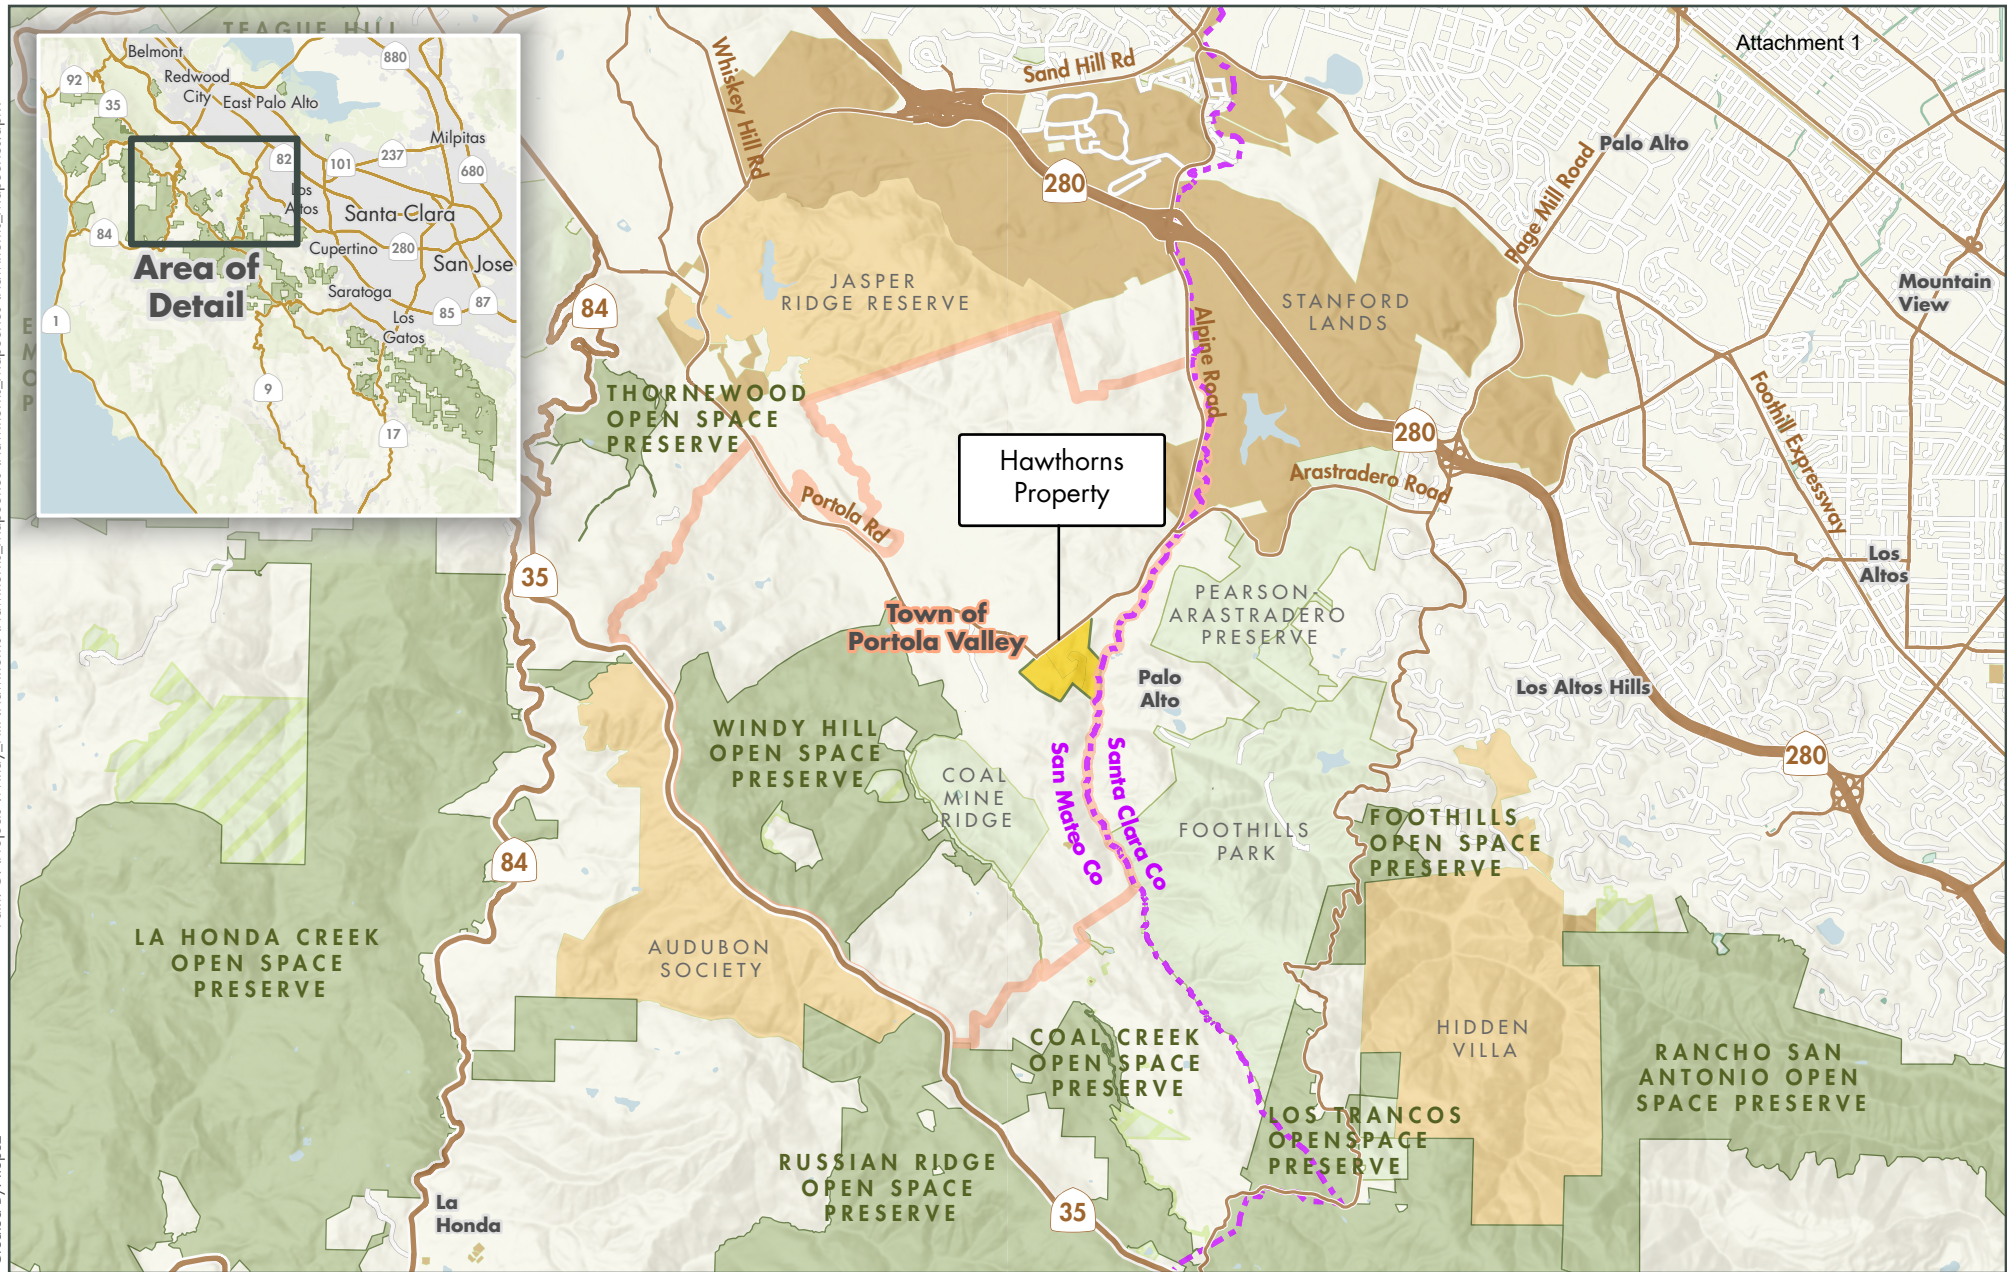 Attachment 1
TEAGUE HILL
Belmont
880
92
Redwood
City
East Palo Alto
35
Milpitas
82
101
237
680
Los
Altos
Santa Clara
84
Cupertino
280
San Jose
Area of
Detail
Saratoga
85
87
1
Los
Gatos
9
17
Whiskey Hill Rd
Sand Hill Rd
280
Page Mill Road
Palo Alto
Mountain
View
JASPER
RIDGE RESERVE
STANFORD
LANDS
84
Alpine Road
THORNEWOOD
OPEN SPACE
PRESERVE
Foothill Expressway
280
Hawthorns
Property
Arastradero Road
Portola Rd
35
Los
Altos
PEARSON-
ARASTRADERO
PRESERVE
Town of
Portola Valley
Palo
Alto
Los Altos Hills
WINDY HILL
OPEN SPACE
PRESERVE
COAL
MINE
RIDGE
San Mateo Co
Santa Clara Co
280
FOOTHILLS
PARK
FOOTHILLS
OPEN SPACE
PRESERVE
84
LA HONDA CREEK
OPEN SPACE
PRESERVE
AUDUBON
SOCIETY
COAL CREEK
OPEN SPACE
PRESERVE
HIDDEN
VILLA
RANCHO SAN
ANTONIO OPEN
SPACE PRESERVE
LOS TRANCOS
OPENSPACE
PRESERVE
RUSSIAN RIDGE
OPEN SPACE
PRESERVE
La
Honda
35